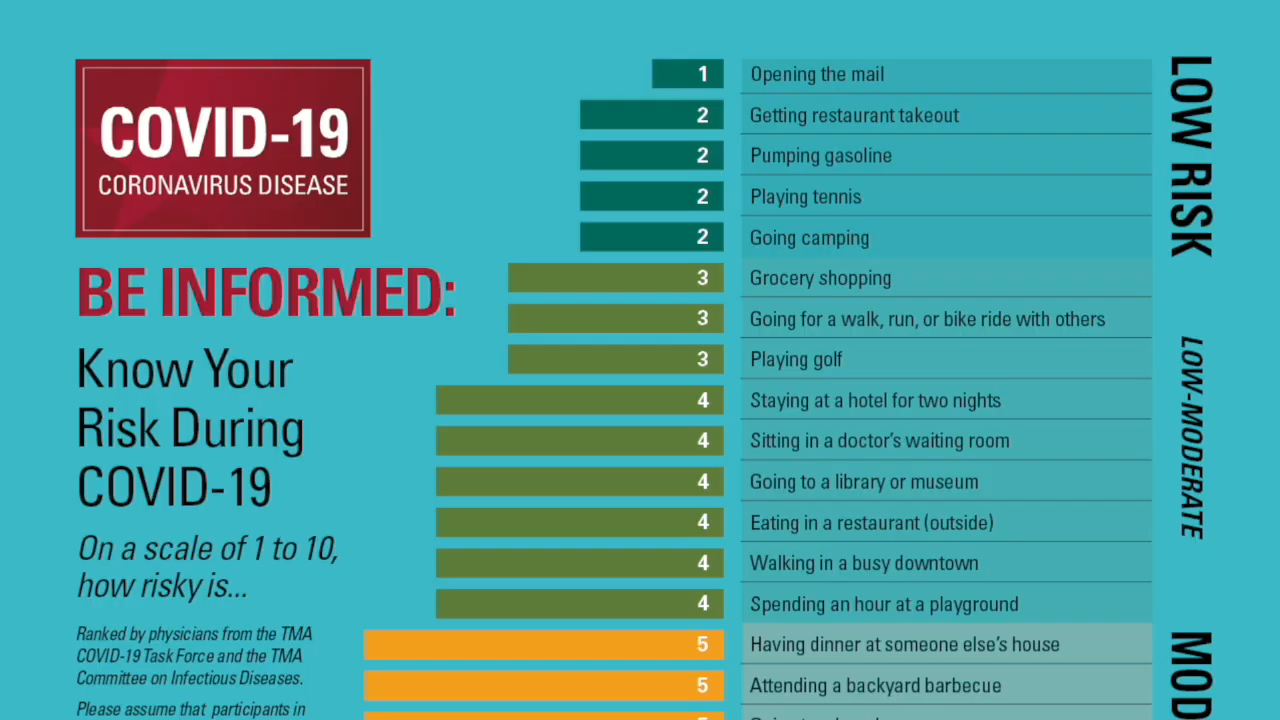 COVID-19
CORONAVIRUS DISEASE
BE INFORMED:
Know Your
Risk During
COVID-19
On a scale of 1 to 10,
how risky is...
Ranked by physicians from the TMA
COVID-19 Task Force and the TMA
Committee on Infectious Diseases.
Please assume that participants in
1 Opening the mail
2 Getting restaurant takeout
2 Pumping gasoline
2 Playing tennis
2 Going camping
3 Grocery shopping
3 Going for a walk, run, or bike ride with others
3 Playing golf
4 Staying at a hotel for two nights
4 Sitting in a doctor's waiting room
4 Going to a library or museum
4 Eating in a restaurant (outside)
4 Walking in a busy downtown
4 Spending an hour at a playground
5 Having dinner at someone else's house
5 Attending a backyard barbecue
LOW RISK
LOW-MODERATE
MOD